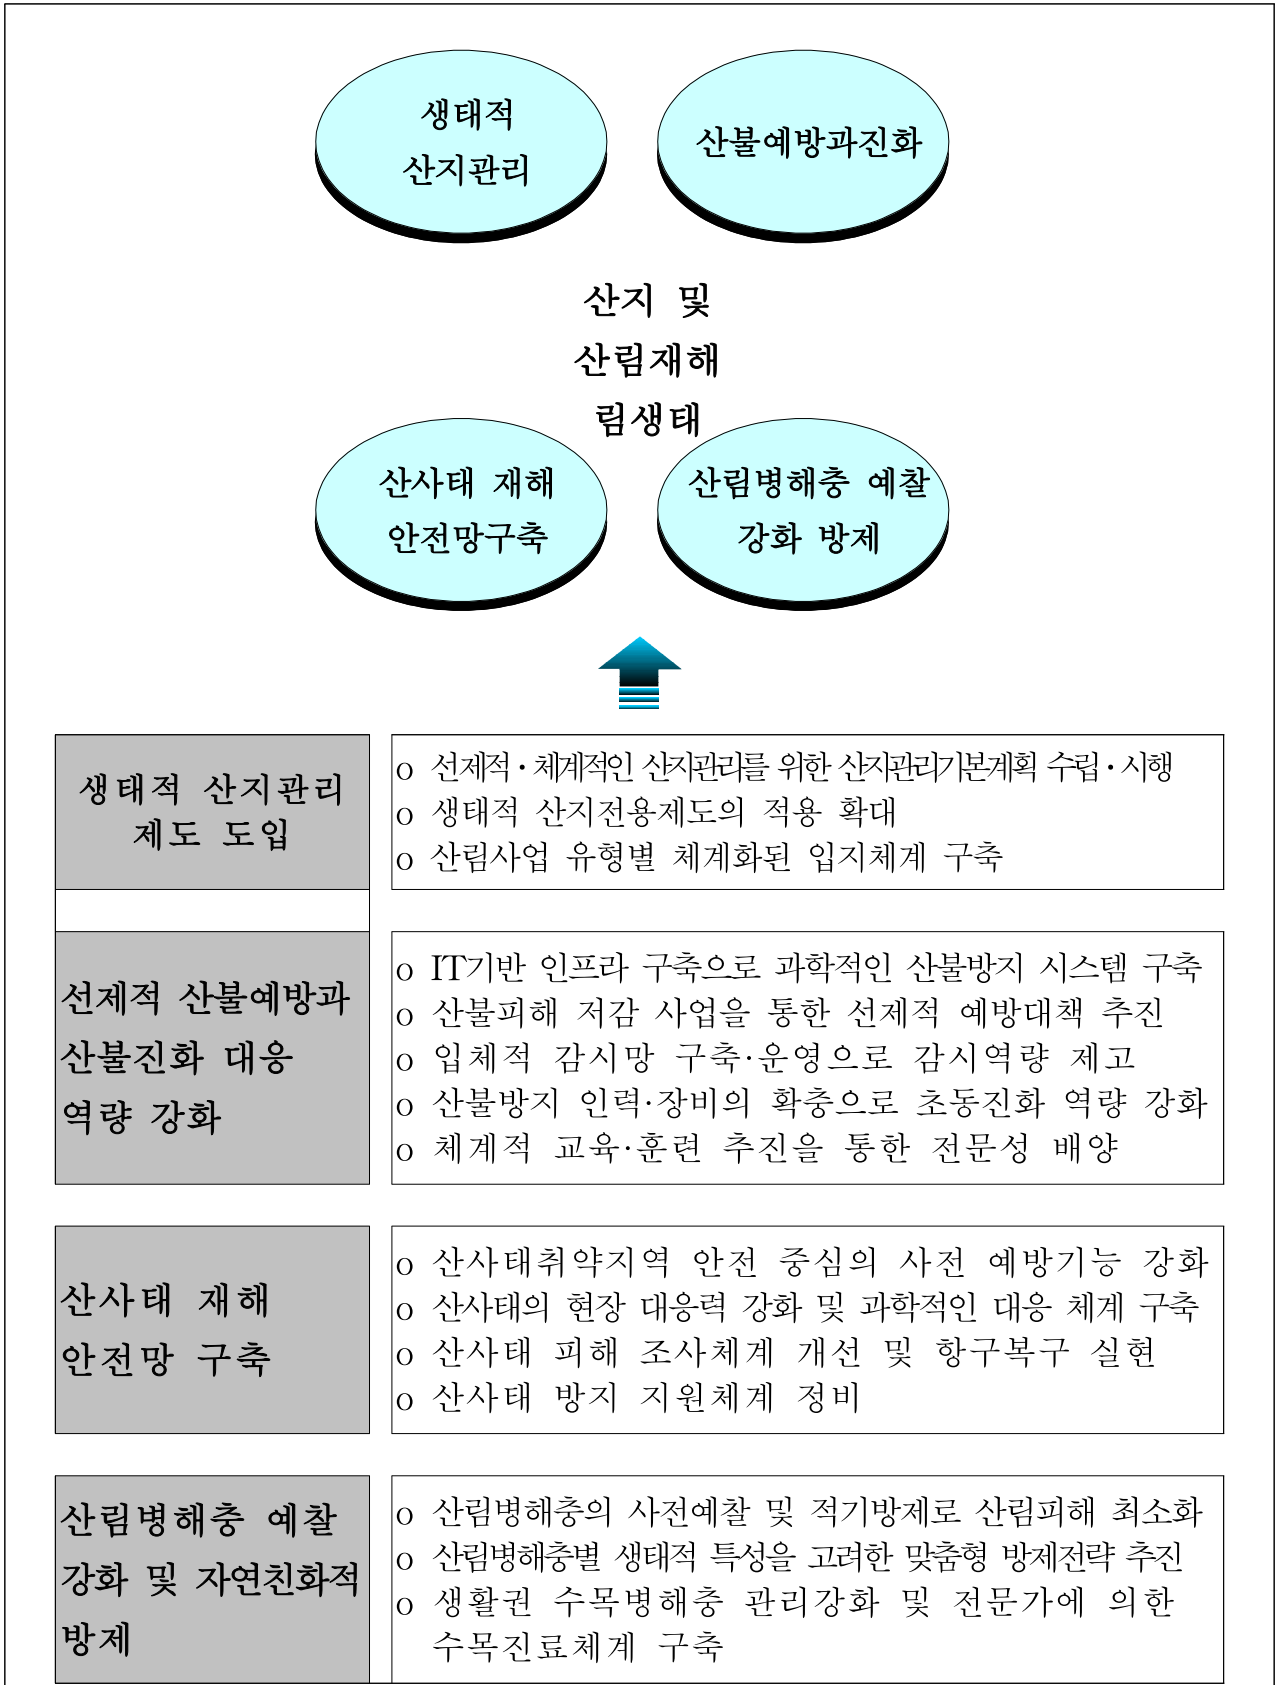 생태적
산지관리
산불예방과진화
산지 및
산림재해
림생태
산사태 재해
안전망구축
산림병해충 예찰
강화 방제
생태적 산지관리
제도 도입
o 선제적·체계적인 산지관리를 위한 산지관리기본계획 수립·시행
o 생태적 산지전용제도의 적용 확대
o 산림사업 유형별 체계화된 입지체계 구축
선제적 산불예방과
산불진화 대응
역량 강화
o IT기반 인프라 구축으로 과학적인 산불방지 시스템 구축
o 산불피해 저감 사업을 통한 선제적 예방대책 추진
o 입체적 감시망 구축·운영으로 감시역량 제고
o 산불방지 인력·장비의 확충으로 초동진화 역량 강화
o 체계적 교육·훈련 추진을 통한 전문성 배양
산사태 재해
안전망 구축
o 산사태취약지역 안전 중심의 사전 예방기능 강화
o 산사태의 현장 대응력 강화 및 과학적인 대응 체계 구축
o 산사태 피해 조사체계 개선 및 항구복구 실현
o 산사태 방지 지원체계 정비
산림병해충 예찰
강화 및 자연친화적
방제
o 산림병해충의 사전예찰 및 적기방제로 산림피해 최소화
o 산림병해충별 생태적 특성을 고려한 맞춤형 방제전략 추진
o 생활권 수목병해충 관리강화 및 전문가에 의한
수목진료체계 구축